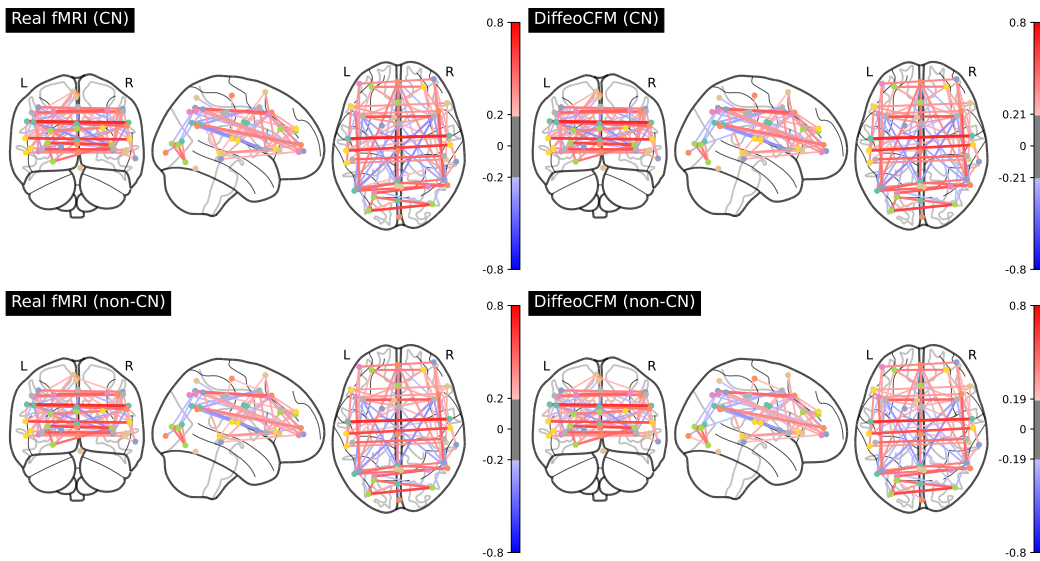 Real fMRI (CN)
L R
L R
0.8
0.2
0
-0.2
-0.8
DiffeoCFM (CN)
L R
L R
0.8
0.21
0
-0.21
-0.8
Real fMRI (non-CN)
L R
L R
0.8
0.2
0
-0.2
-0.8
DiffeoCFM (non-CN)
L R
L R
0.8
0.19
0
-0.19
-0.8